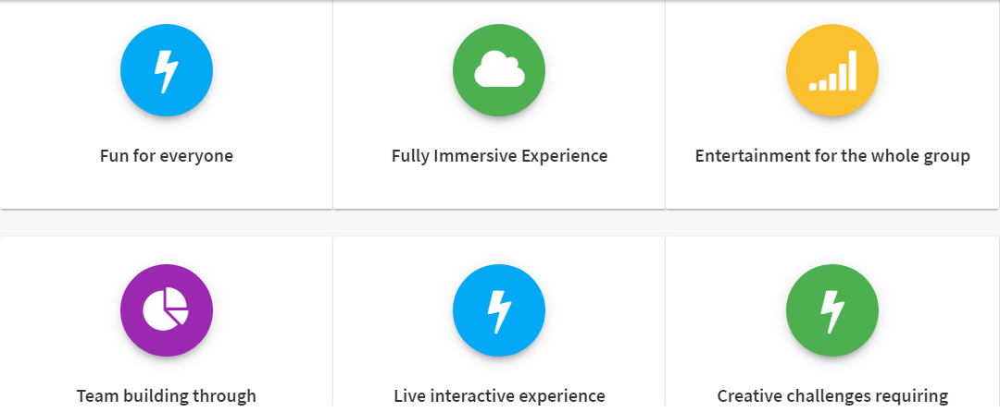 Fun for everyone
Fully Immersive Experience
Entertainment for the whole group
Team building through
Live interactive experience
Creative challenges requiring